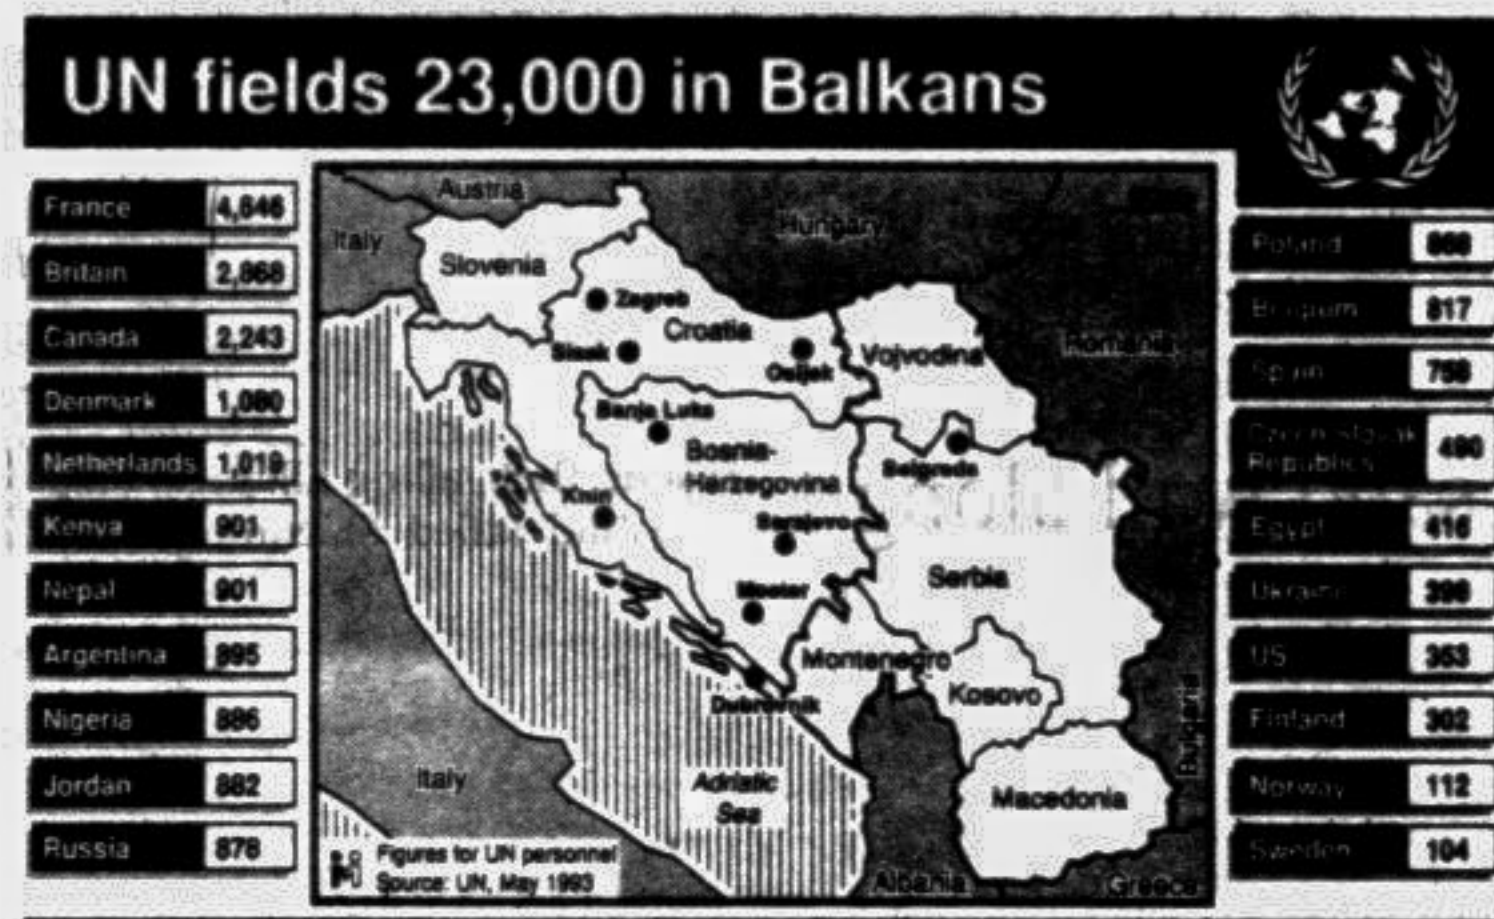 UN fields 23,000 in Balkans
France 4,646
Britain 2,868
Canada 2,243
Denmark 1,080
Netherlands 1,019
Kenya 901
Nepal 901
Argentina 895
Nigeria 886
Jordan 882
Russia 878
Austria
Italy
Hungary
Slovenia
Zagreb
Croatia
Sisak
Osijek
Vojvodina
Romania
Banja Luka
Bosnia-
Herzegovina
Belgrade
Knin
Sarajevo
Serbia
Mostar
Montenegro
Kosovo
Dubrovnik
Bulgaria
Italy
Adriatic
Sea
Macedonia
Albania
Greece
Figures for UN personnel
Source: UN, May 1993
Poland
Belgium 817
Spain
Republics 490
Egypt 416
Ukraine
US 353
Finland 302
Norway 112
Sweden 104